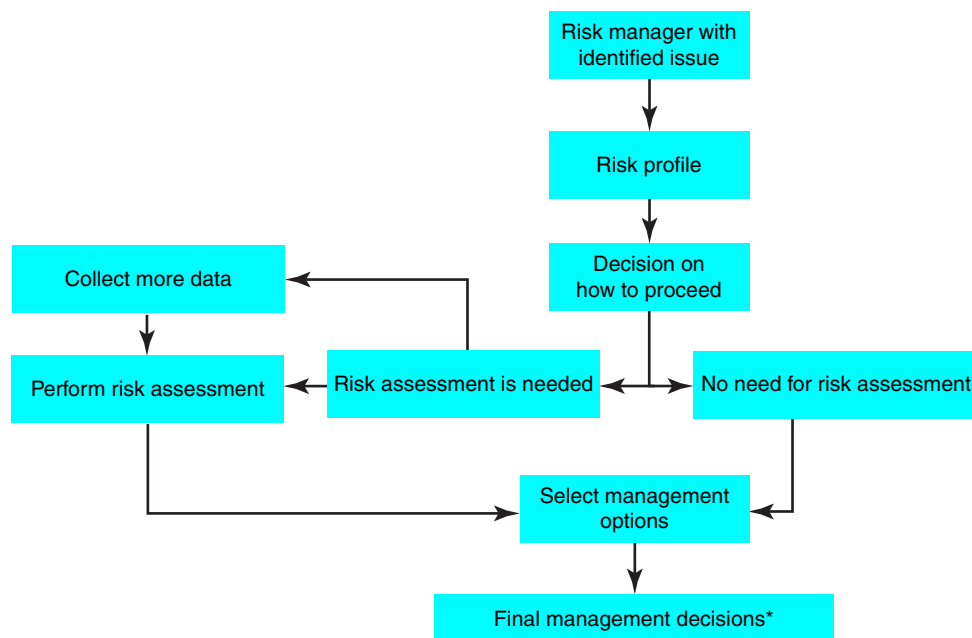 Risk manager with
identified issue
Risk profile
Decision on
how to proceed
Collect more data
Perform risk assessment
Risk assessment is needed
No need for risk assessment
Select management
options
Final management decisions*